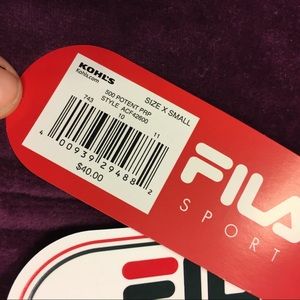 KOHL'S
Kohls.com
500 POTENT PRP
STYLE ACF42600
10
SIZE X SMALL
743
11
4 00939 29488 2
$40.00
FILA
SPORT